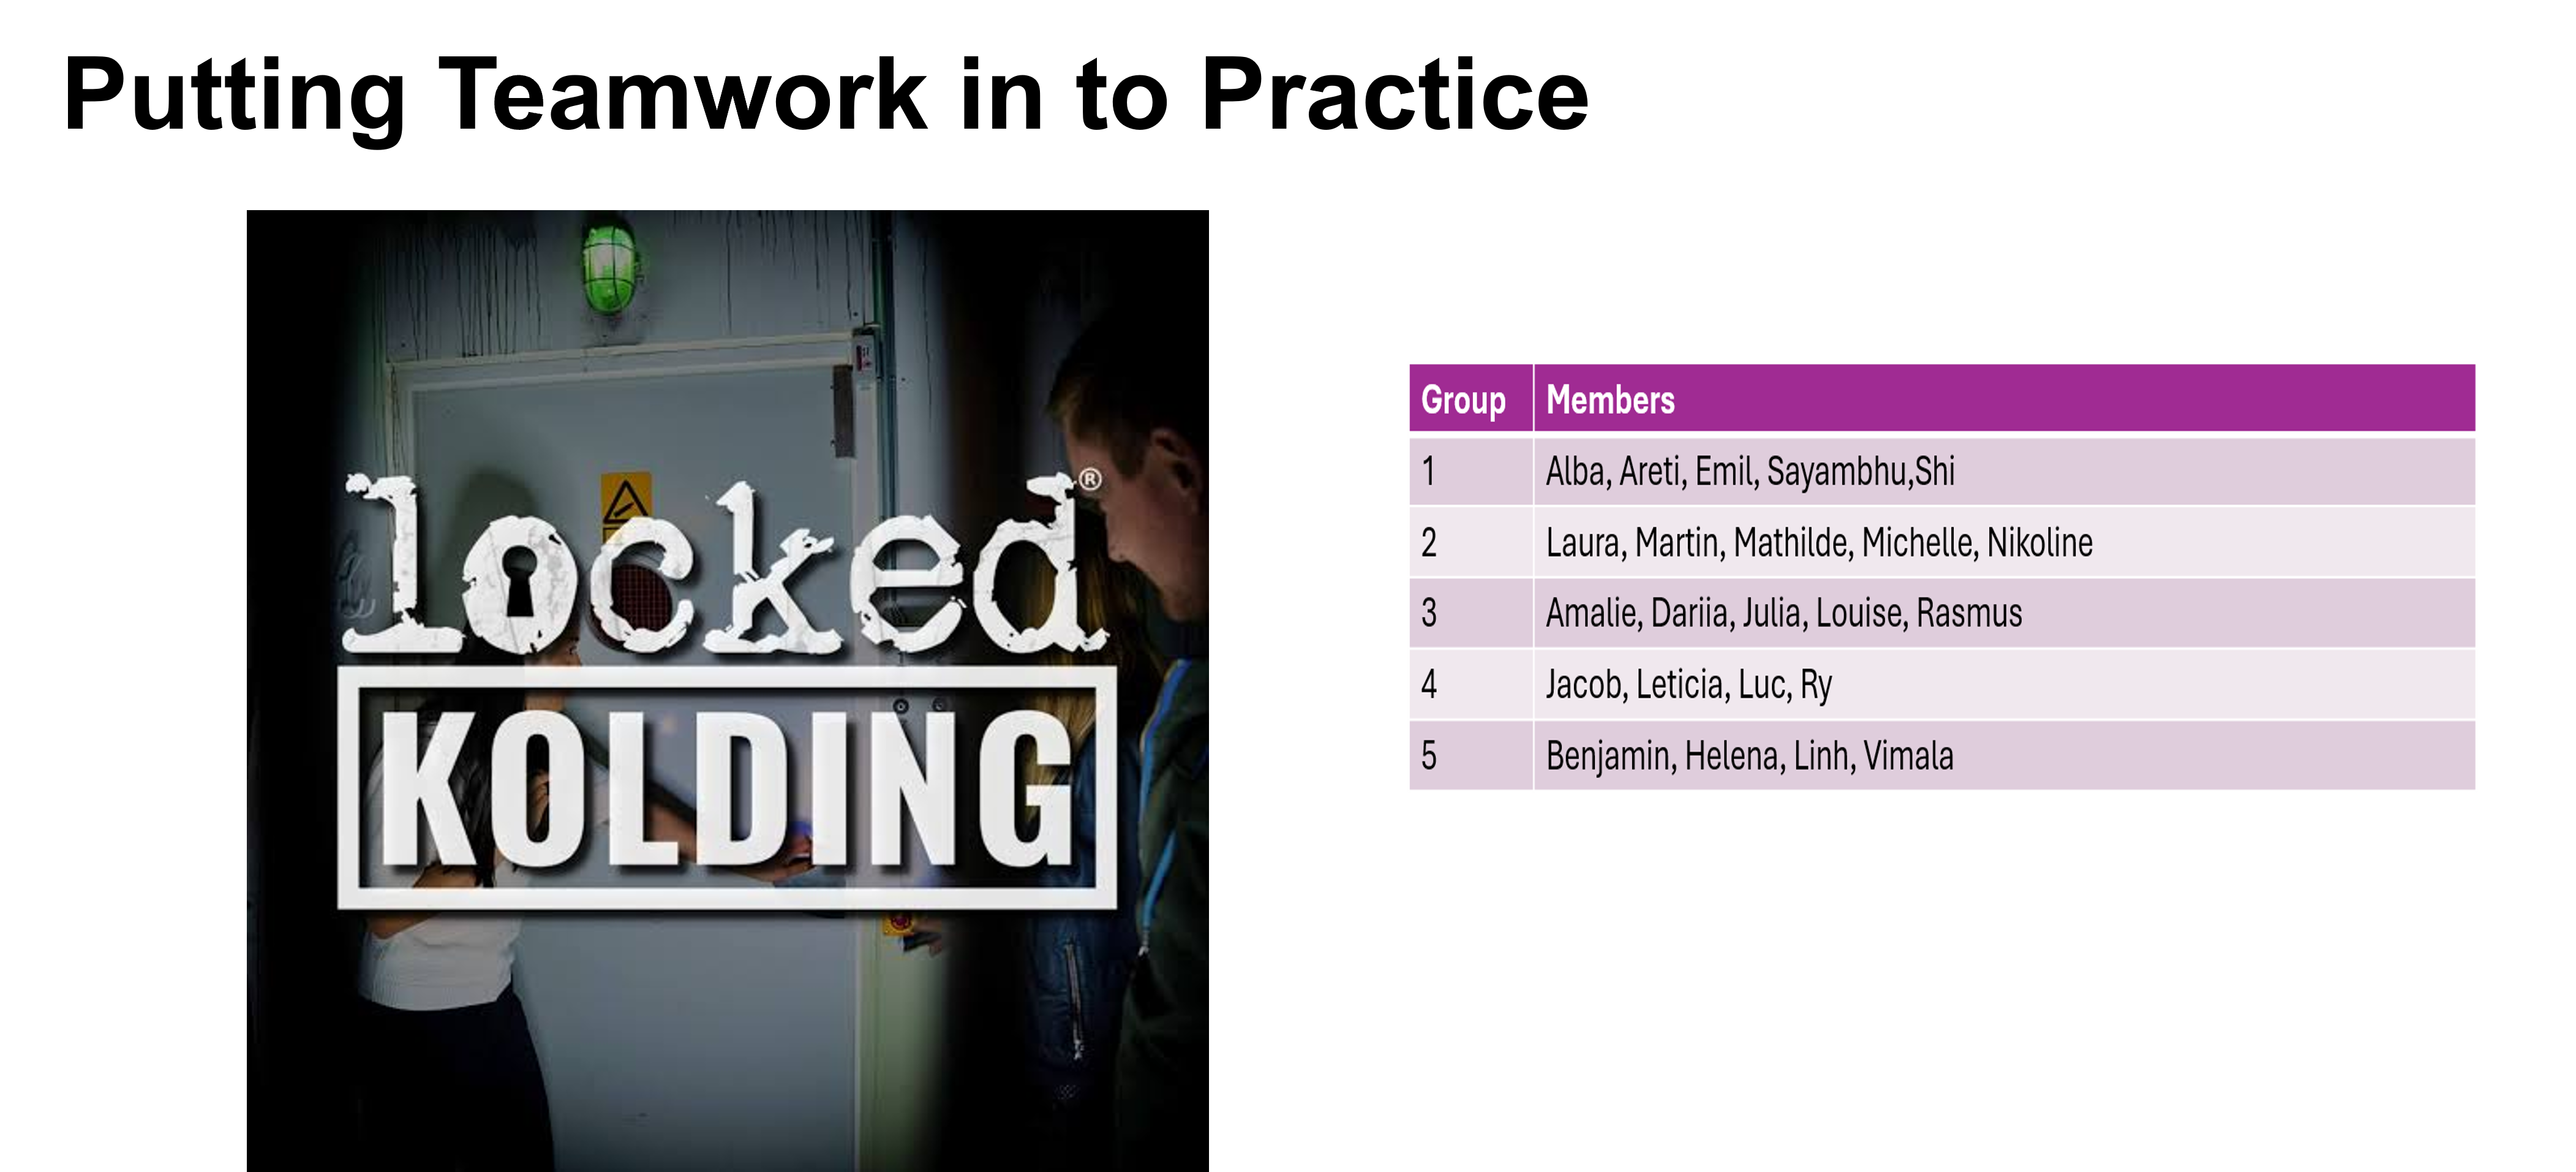 Putting Teamwork in to Practice
locked®
KOLDING
Group Members
1 Alba, Areti, Emil, Sayambhu,Shi
2 Laura, Martin, Mathilde, Michelle, Nikoline
3 Amalie, Dariia, Julia, Louise, Rasmus
4 Jacob, Leticia, Luc, Ry
5 Benjamin, Helena, Linh, Vimala